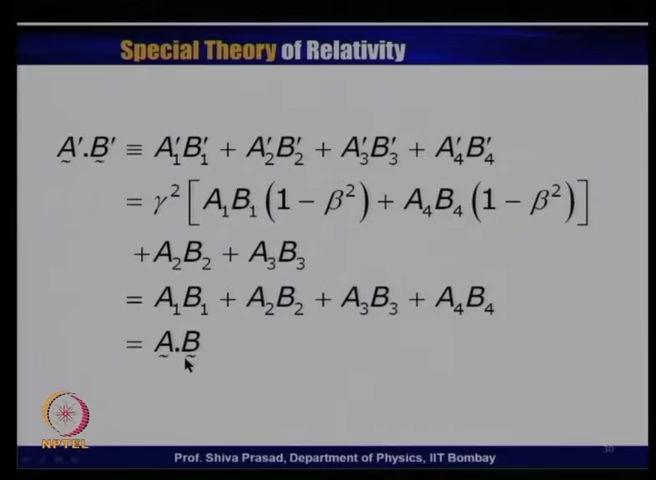 Special Theory of Relativity
A′.B′ ≡ A′₁B′₁ + A′₂B′₂ + A′₃B′₃ + A′₄B′₄
= γ² [ A₁B₁ (1 − β²) + A₄B₄ (1 − β²) ]
+A₂B₂ + A₃B₃
= A₁B₁ + A₂B₂ + A₃B₃ + A₄B₄
= A.B
NPTEL
Prof. Shiva Prasad, Department of Physics, IIT Bombay
30